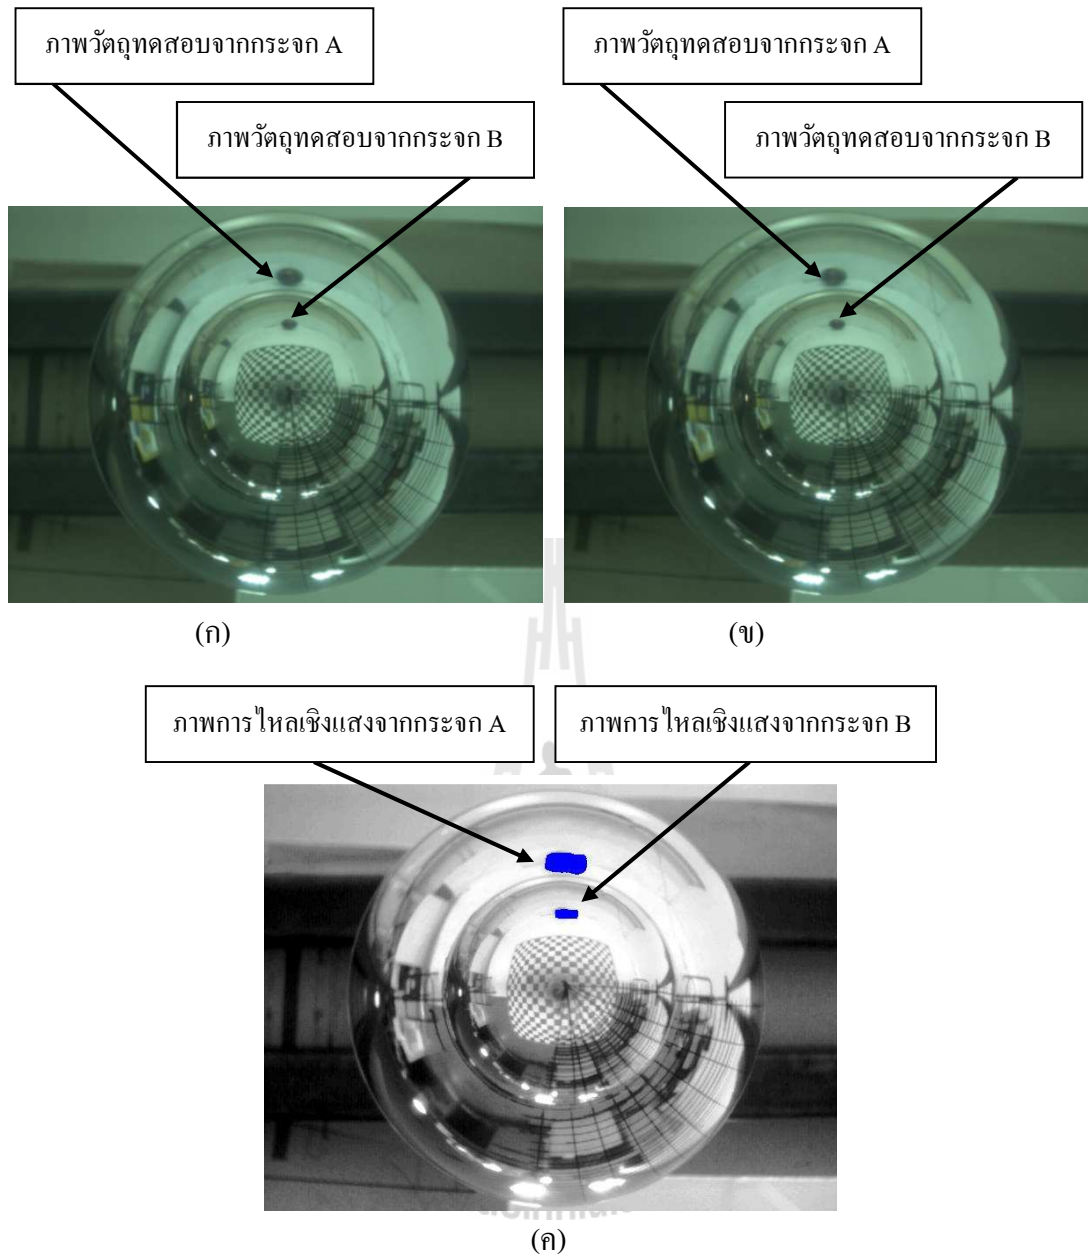 ภาพวัตถุทดสอบจากกระจก A
ภาพวัตถุทดสอบจากกระจก A
ภาพวัตถุทดสอบจากกระจก B
ภาพวัตถุทดสอบจากกระจก B
(ก)
(ข)
ภาพการไหลเชิงแสงจากกระจก A
ภาพการไหลเชิงแสงจากกระจก B
(ค)